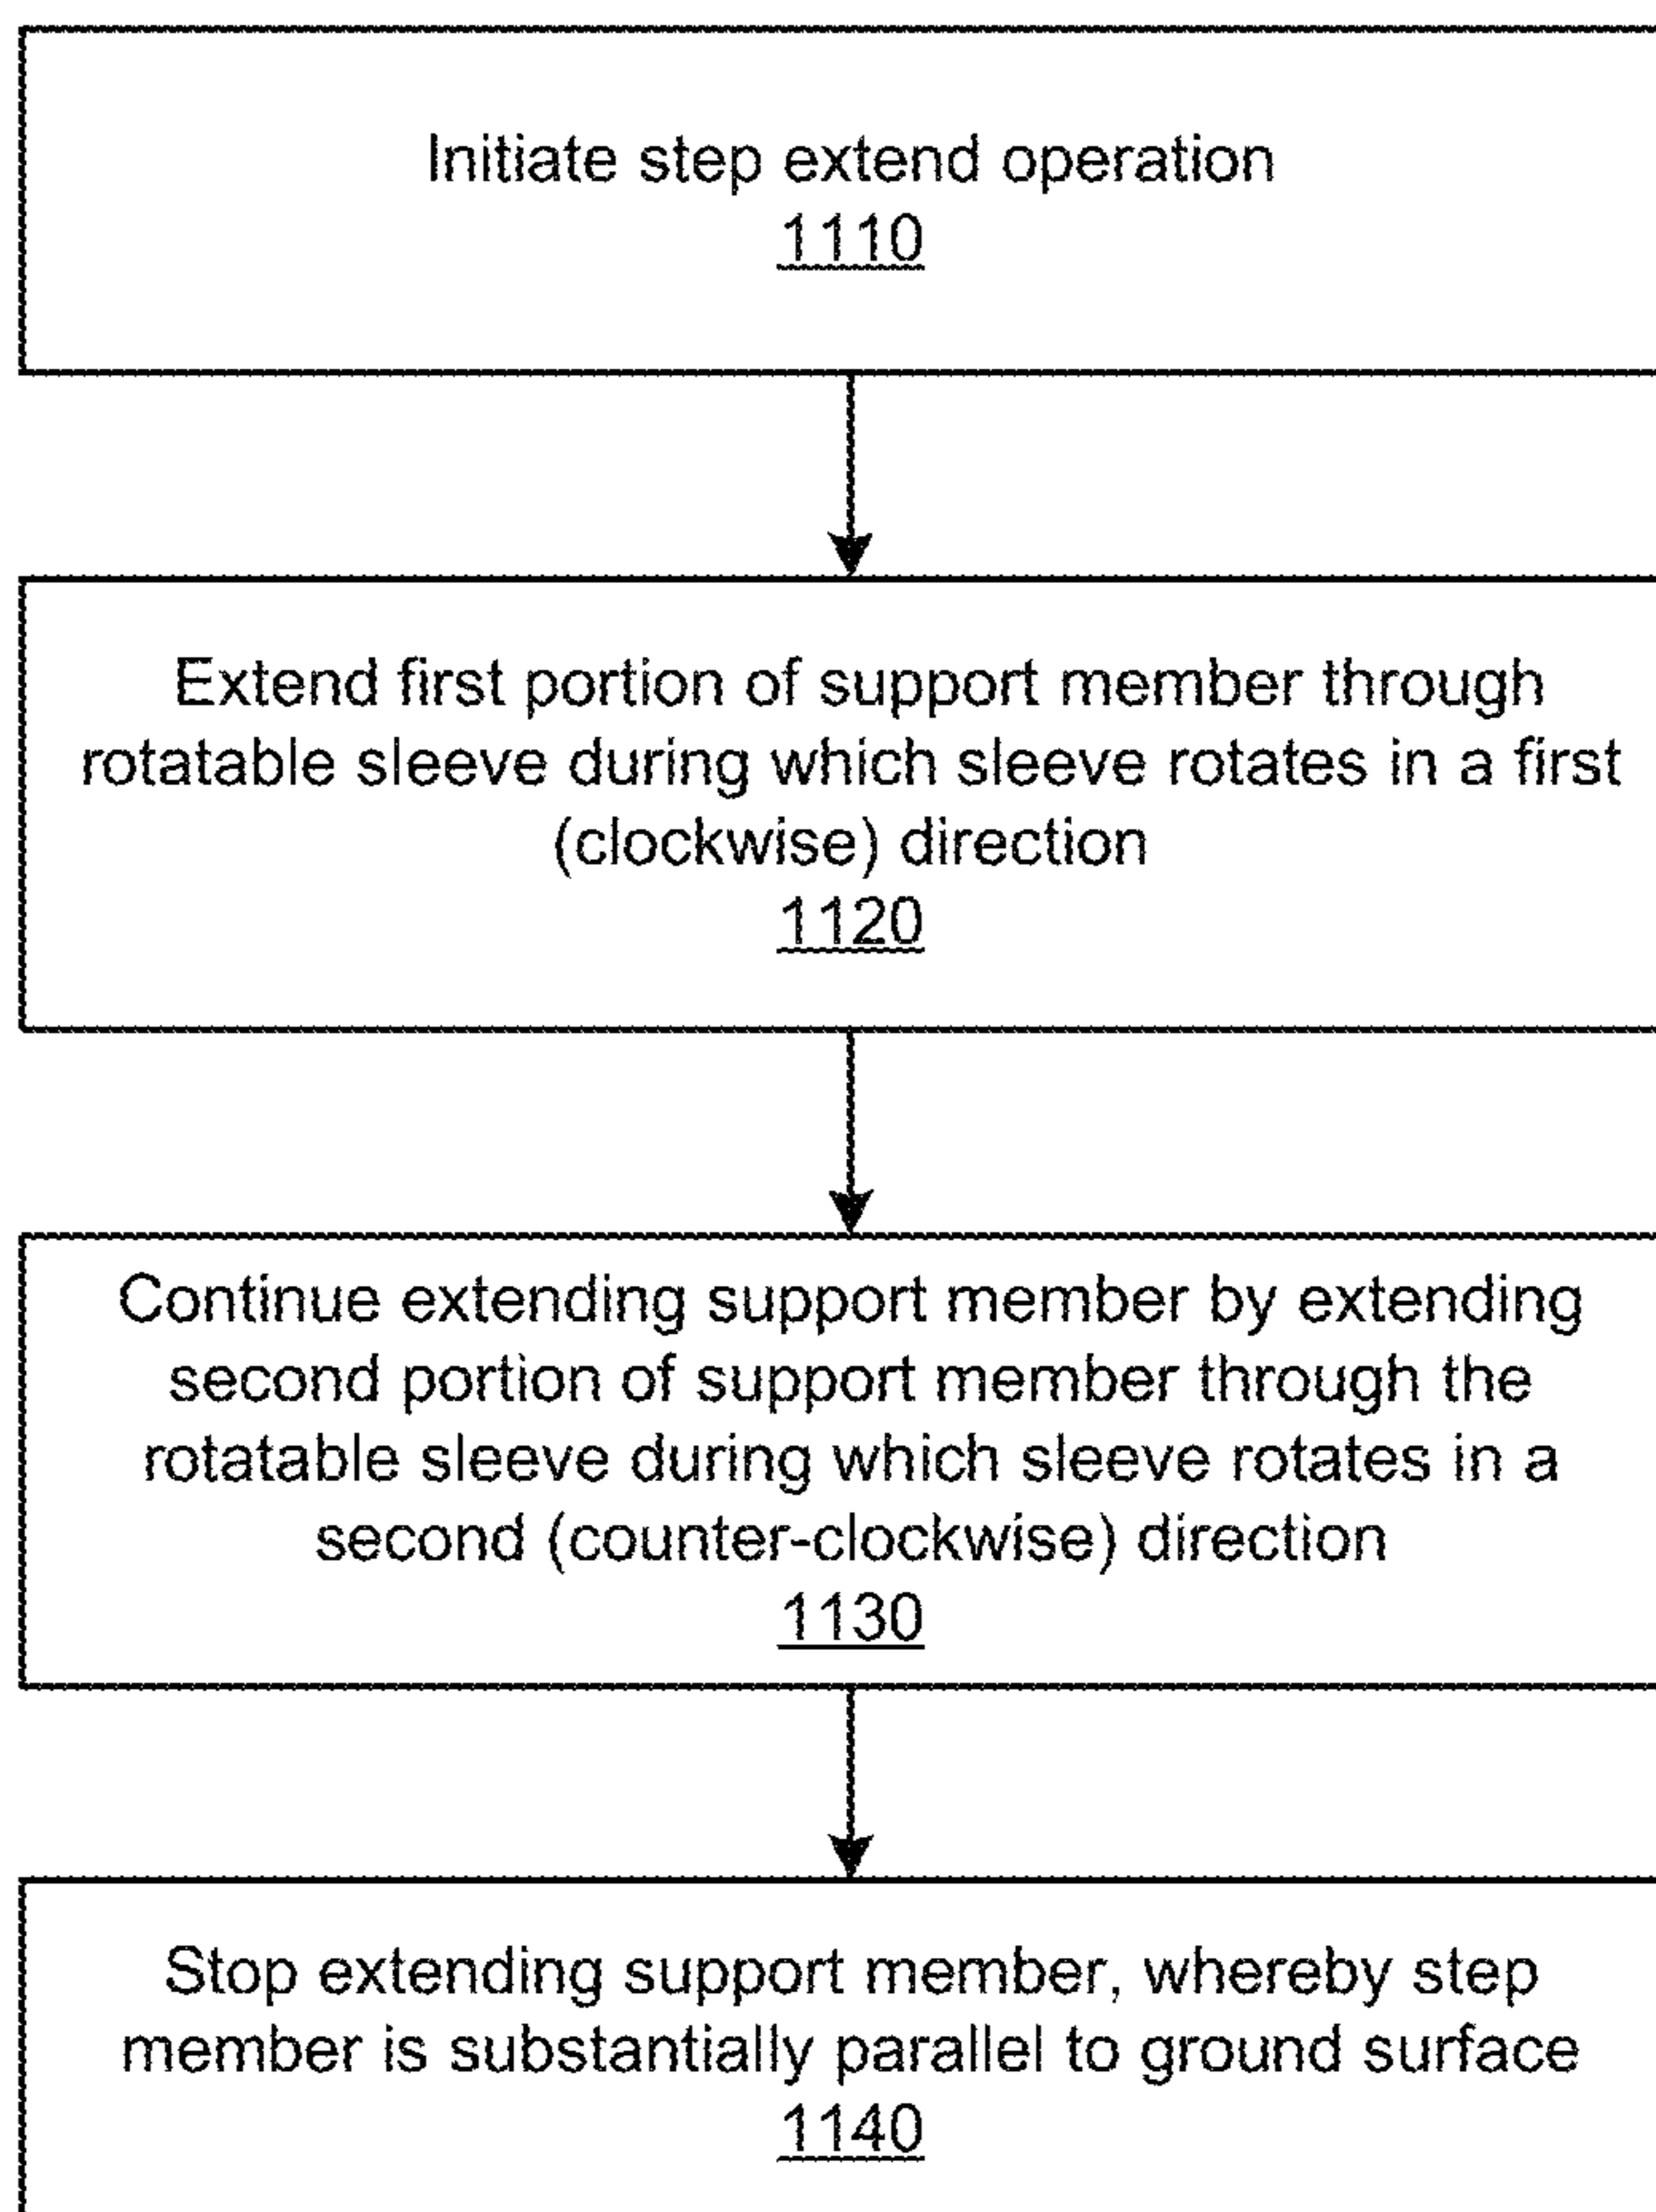 Initiate step extend operation
1110
Extend first portion of support member through
rotatable sleeve during which sleeve rotates in a first
(clockwise) direction
1120
Continue extending support member by extending
second portion of support member through the
rotatable sleeve during which sleeve rotates in a
second (counter-clockwise) direction
1130
Stop extending support member, whereby step
member is substantially parallel to ground surface
1140